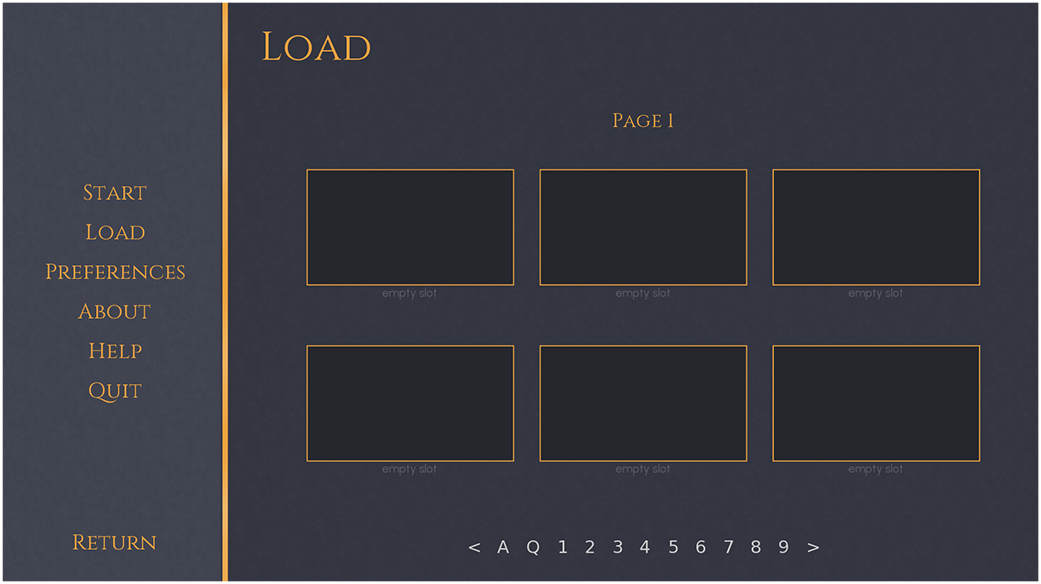 Load
Page 1
Start
Load
Preferences
About
Help
Quit
Return
empty slot empty slot empty slot
empty slot empty slot empty slot
< A Q 1 2 3 4 5 6 7 8 9 >